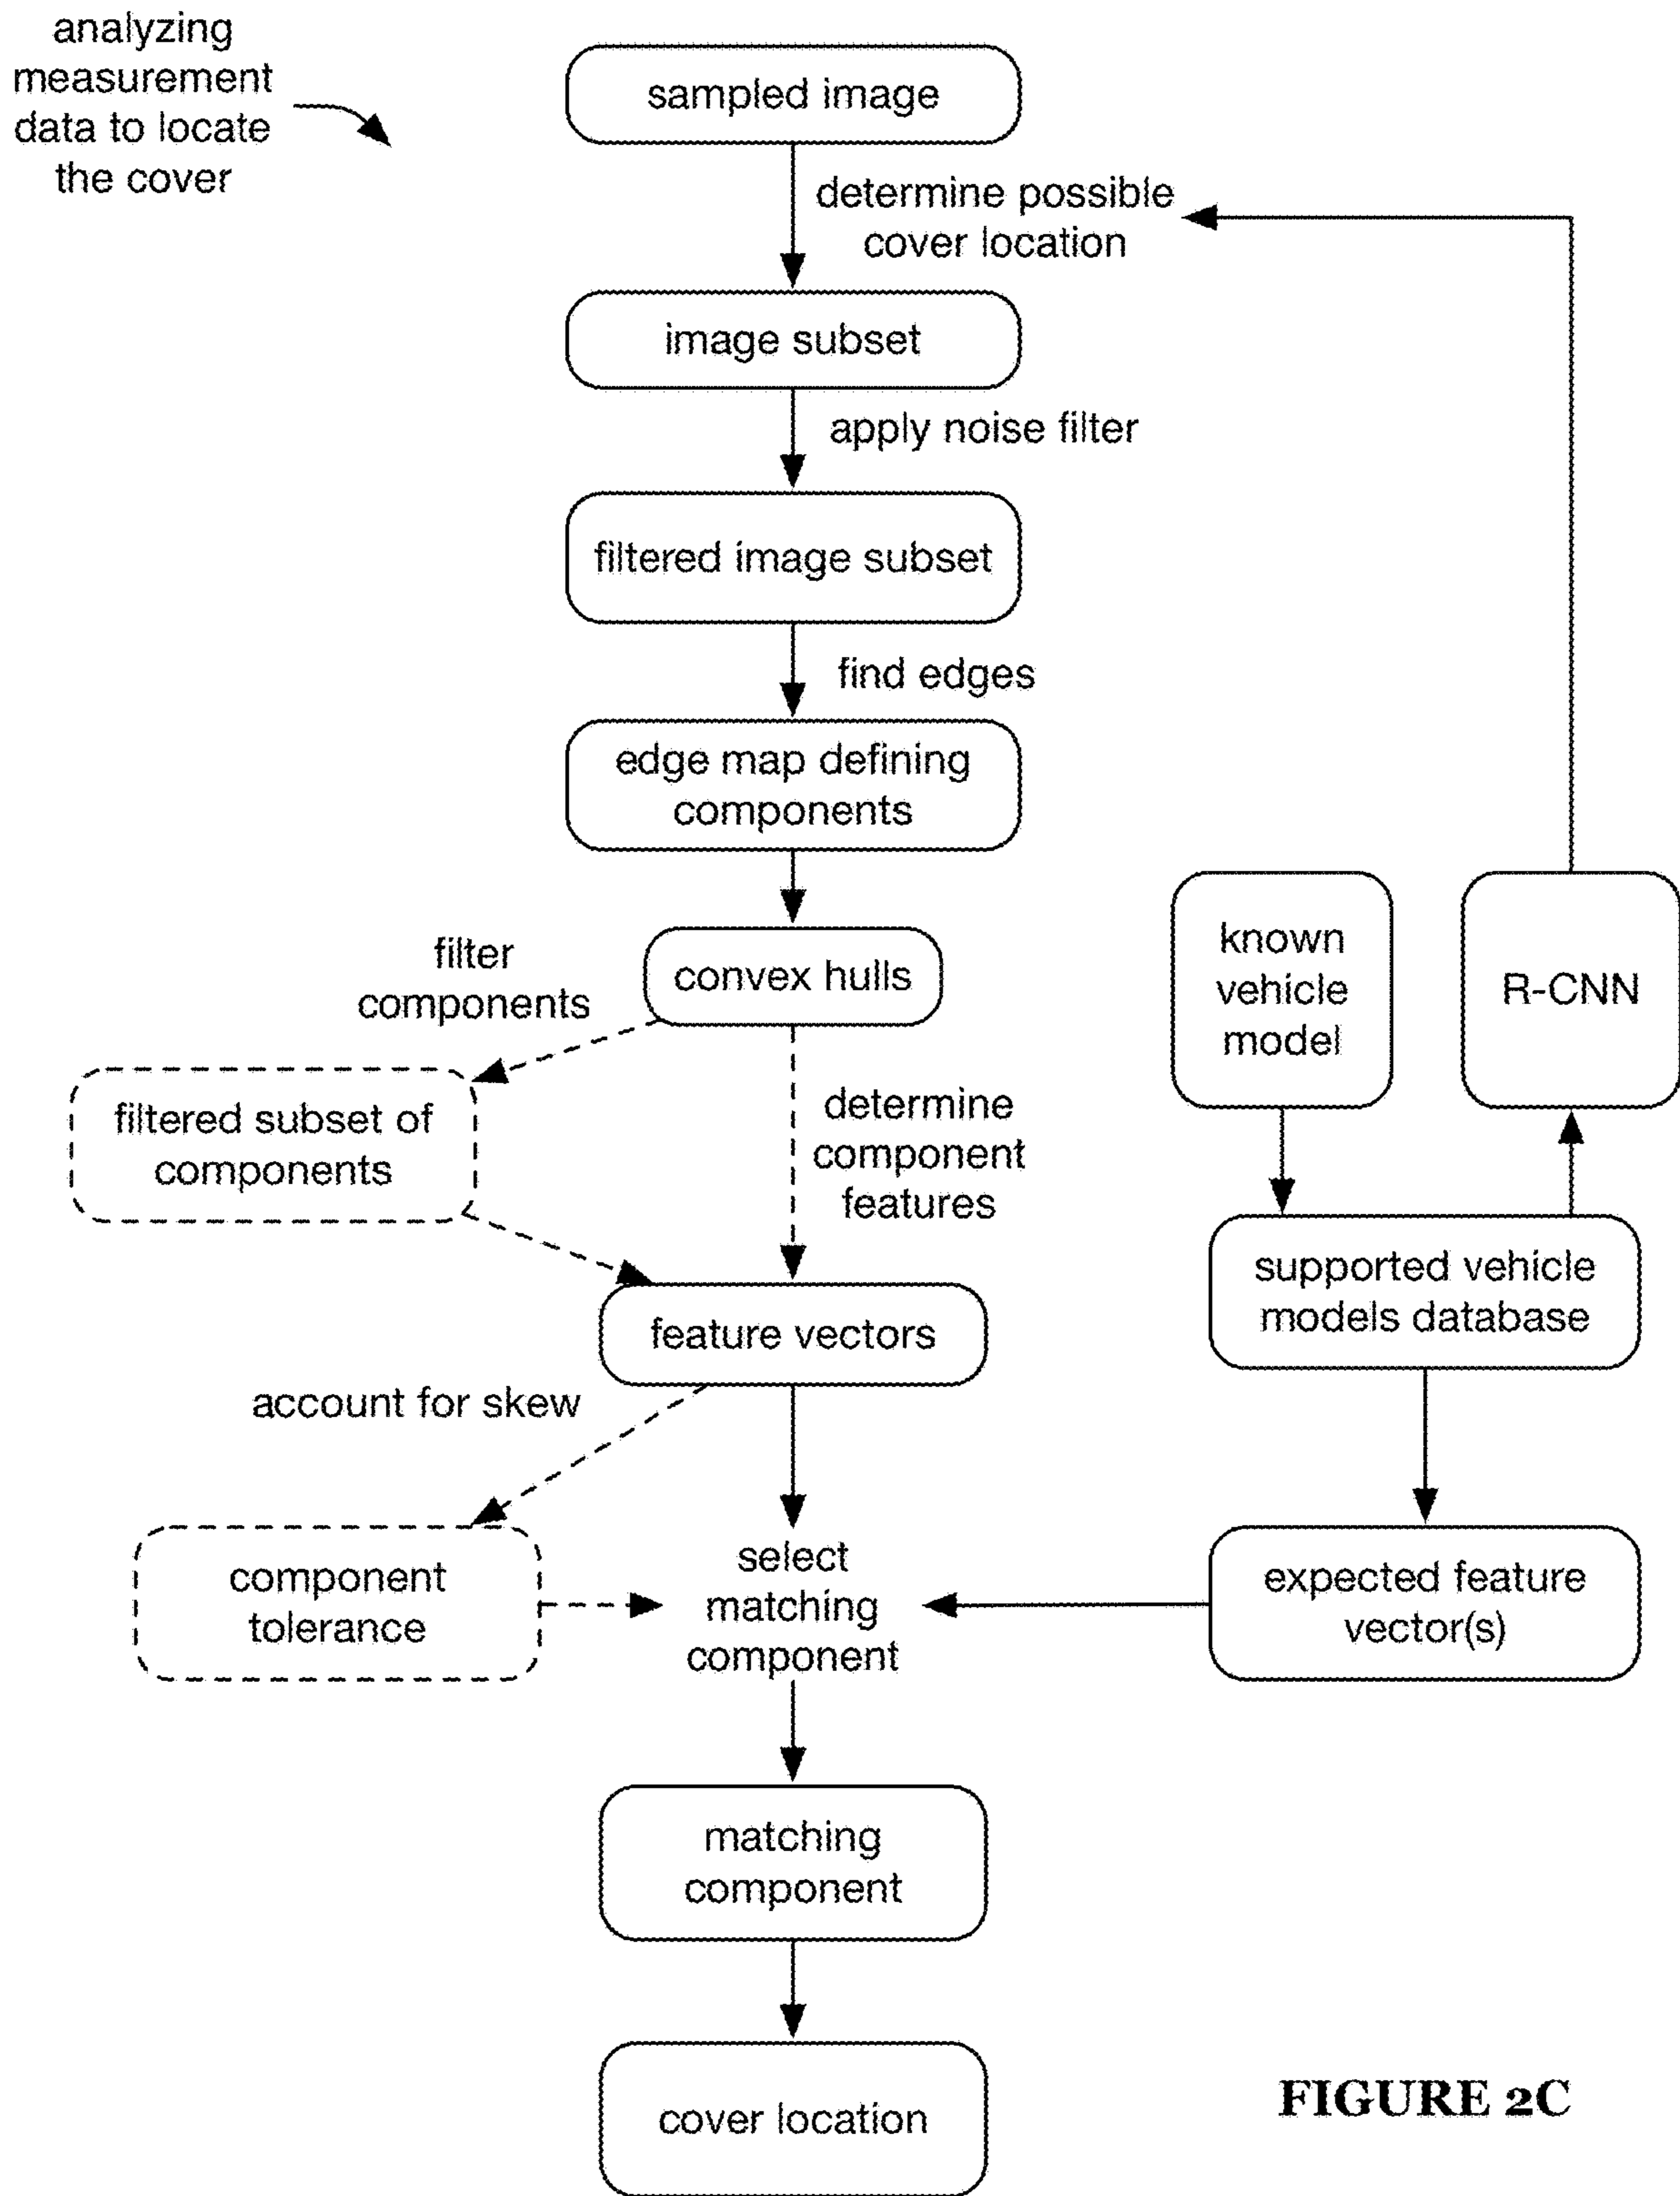 analyzing
measurement
data to locate
the cover
sampled image
determine possible
cover location
image subset
apply noise filter
filtered image subset
find edges
edge map defining
components
convex hulls
filter
components
filtered subset of
components
determine
component
features
known
vehicle
model
R-CNN
supported vehicle
models database
feature vectors
account for skew
component
tolerance
select
matching
component
expected feature
vector(s)
matching
component
cover location
FIGURE 2C